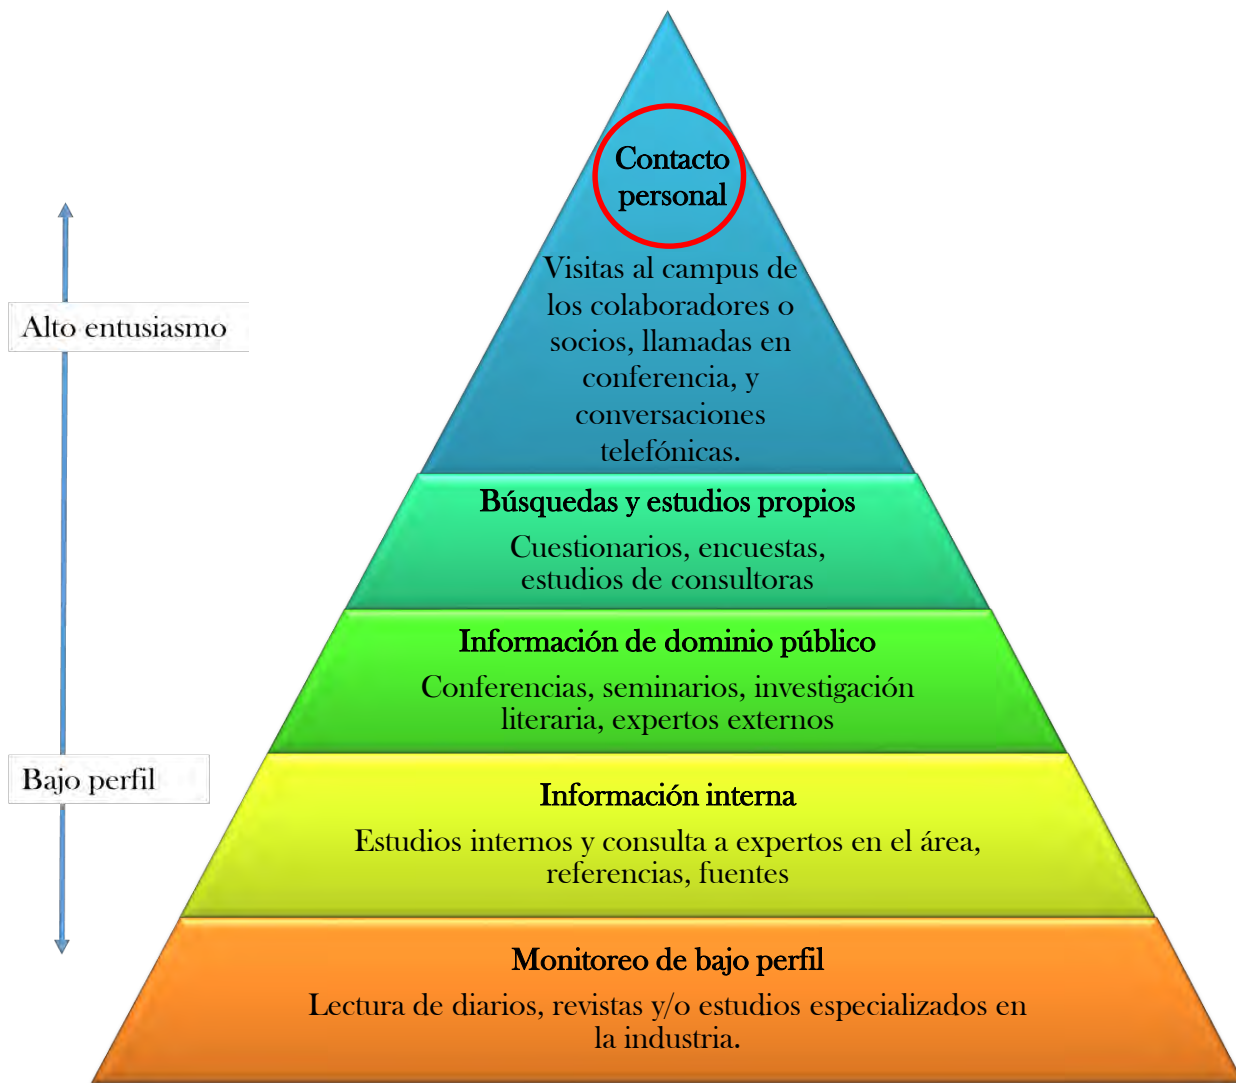 Contacto
personal
Visitas al campus de
los colaboradores o
socios, llamadas en
conferencia, y
conversaciones
telefónicas.
Alto entusiasmo
Búsquedas y estudios propios
Cuestionarios, encuestas,
estudios de consultoras
Información de dominio público
Conferencias, seminarios, investigación
literaria, expertos externos
Bajo perfil
Información interna
Estudios internos y consulta a expertos en el área,
referencias, fuentes
Monitoreo de bajo perfil
Lectura de diarios, revistas y/o estudios especializados en
la industria.